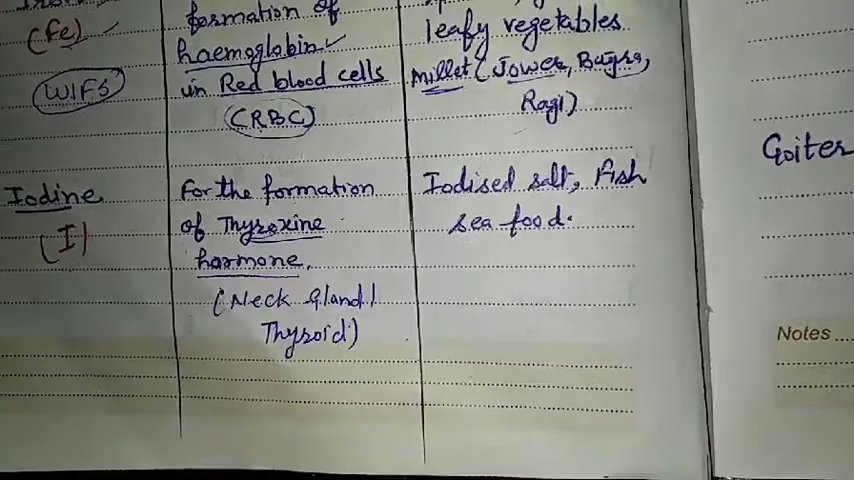 formation of
leafy vegetables
(Fe)
haemoglobin
in Red blood cells
millet (Jower, Bajra,
WIFS
(RBC)
Ragi)
Goiter
Iodine
For the formation
Iodised salt, Fish
(I)
of Thyroxine
sea food.
hormone.
(Neck Gland/
Thyroid)
Notes